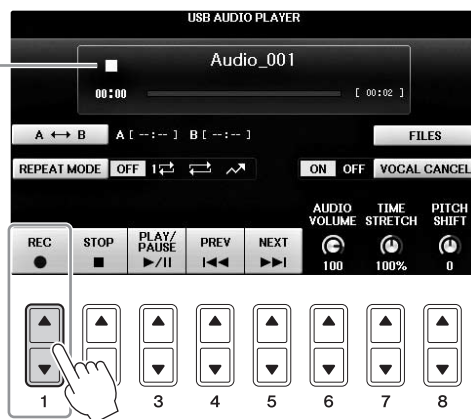 USB AUDIO PLAYER
Audio_001
00:00 [ 00:02 ]
A ↔ B A [ --:-- ] B [ --:-- ] FILES
REPEAT MODE OFF 1 ON OFF VOCAL CANCEL
AUDIO VOLUME TIME STRETCH PITCH SHIFT
REC STOP PLAY/PAUSE PREV NEXT
100 100% 0
1 3 4 5 6 7 8